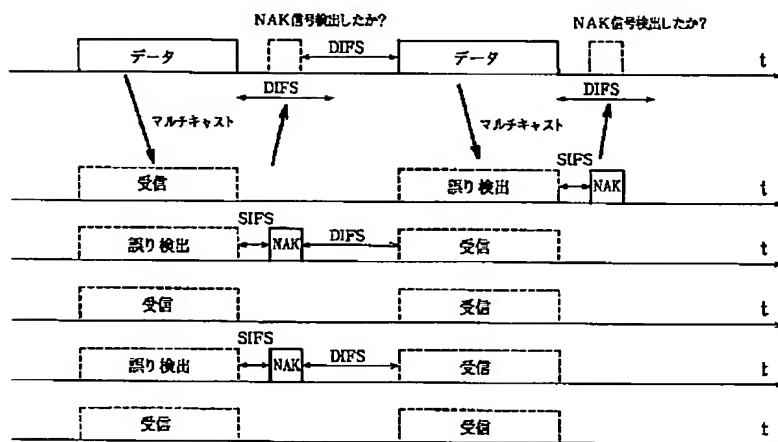 NAK信号検出したか?
NAK信号検出したか?
データ
DIFS
データ
t
DIFS
DIFS
マルチキャスト
マルチキャスト
受信
誤り検出
SIFS
NAK
t
誤り検出
SIFS
NAK
DIFS
受信
t
受信
受信
t
誤り検出
SIFS
NAK
DIFS
受信
t
受信
受信
t